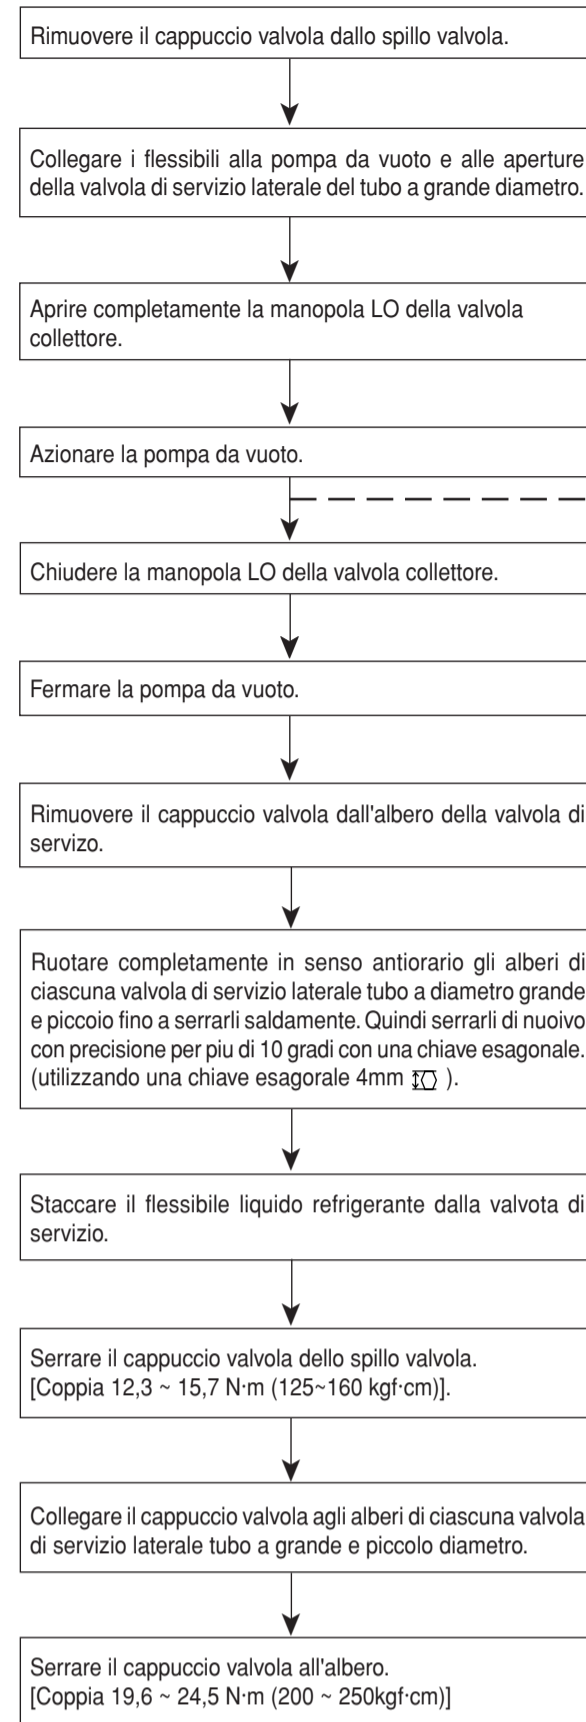 Rimuovere il cappuccio valvola dallo spillo valvola.
Collegare i flessibili alla pompa da vuoto e alle aperture
della valvola di servizio laterale del tubo a grande diametro.
Aprire completamente la manopola LO della valvola
collettore.
Azionare la pompa da vuoto.
Chiudere la manopola LO della valvola collettore.
Fermare la pompa da vuoto.
Rimuovere il cappuccio valvola dall'albero della valvola di
servizo.
Ruotare completamente in senso antiorario gli alberi di
ciascuna valvola di servizio laterale tubo a diametro grande
e piccoio fino a serrarli saldamente. Quindi serrarli di nuoivo
con precisione per piu di 10 gradi con una chiave esagonale.
(utilizzando una chiave esagorale 4mm ).
Staccare il flessibile liquido refrigerante dalla valvota di
servizio.
Serrare il cappuccio valvola dello spillo valvola.
[Coppia 12,3 ~ 15,7 N·m (125~160 kgf·cm)].
Collegare il cappuccio valvola agli alberi di ciascuna valvola
di servizio laterale tubo a grande e piccolo diametro.
Serrare il cappuccio valvola all'albero.
[Coppia 19,6 ~ 24,5 N·m (200 ~ 250kgf·cm)]